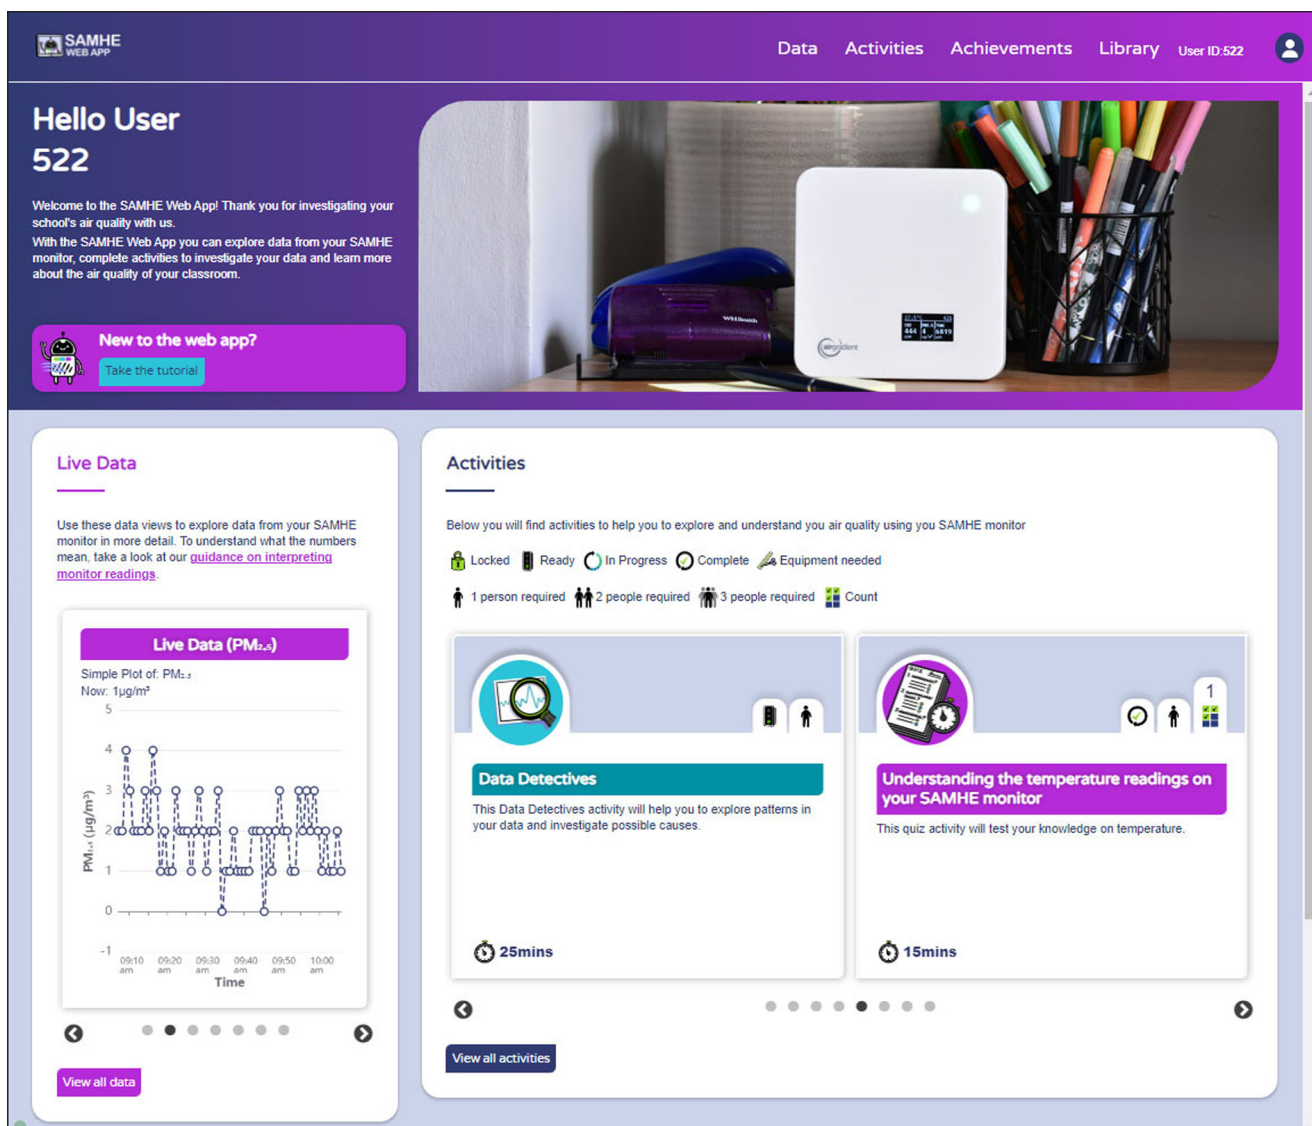 SAMHE
WEB APP
Data Activities Achievements Library User ID:522
Hello User
522
Welcome to the SAMHE Web App! Thank you for investigating your
school's air quality with us.
With the SAMHE Web App you can explore data from your SAMHE
monitor, complete activities to investigate your data and learn more
about the air quality of your classroom.
New to the web app?
Take the tutorial
WHSmith
444 4 6819
airgradient
Live Data
Use these data views to explore data from your SAMHE
monitor in more detail. To understand what the numbers
mean, take a look at our guidance on interpreting
monitor readings.
Live Data (PM₂.₅)
Simple Plot of: PM₂.₅
Now: 1µg/m³
5
4
3
2
1
0
-1
PM₂.₅ (µg/m³)
09:10 am 09:20 am 09:30 am 09:40 am 09:50 am 10:00 am
Time
View all data
Activities
Below you will find activities to help you to explore and understand you air quality using you SAMHE monitor
Locked Ready In Progress Complete Equipment needed
1 person required 2 people required 3 people required Count
Data Detectives
This Data Detectives activity will help you to explore patterns in
your data and investigate possible causes.
25mins
1
Understanding the temperature readings on
your SAMHE monitor
This quiz activity will test your knowledge on temperature.
15mins
View all activities